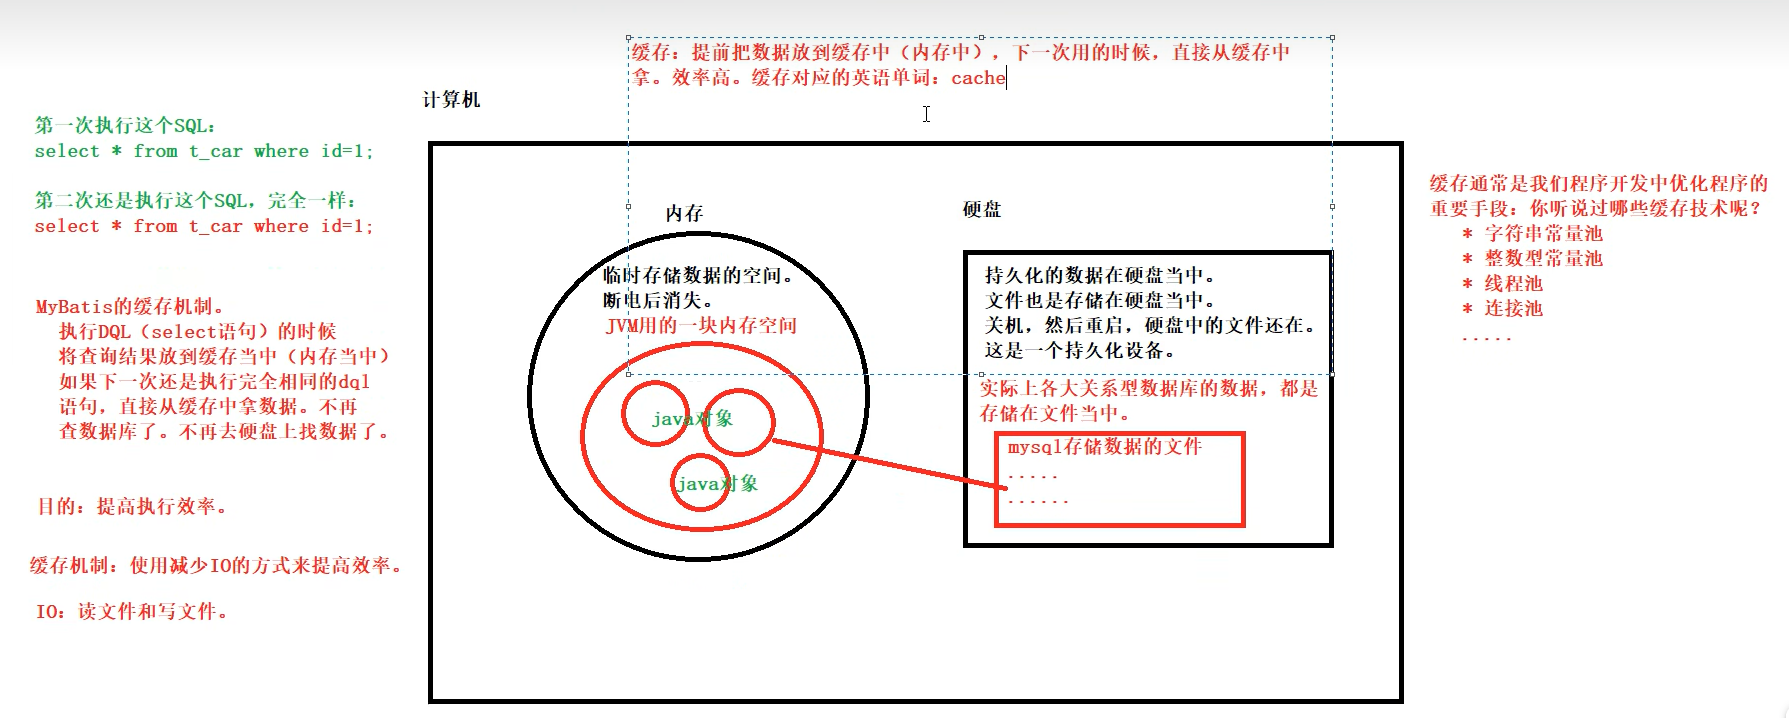 缓存：提前把数据放到缓存中（内存中），下一次用的时候，直接从缓存中
拿。效率高。缓存对应的英语单词：cache
计算机
第一次执行这个SQL：
select * from t_car where id=1;
第二次还是执行这个SQL，完全一样：
select * from t_car where id=1;
MyBatis的缓存机制。
执行DQL（select语句）的时候
将查询结果放到缓存当中（内存当中）
如果下一次还是执行完全相同的dql
语句，直接从缓存中拿数据。不再
查数据库了。不再去硬盘上找数据了。
目的：提高执行效率。
缓存机制：使用减少IO的方式来提高效率。
IO：读文件和写文件。
内存
临时存储数据的空间。
断电后消失。
JVM用的一块内存空间
java对象
java对象
硬盘
持久化的数据在硬盘当中。
文件也是存储在硬盘当中。
关机，然后重启，硬盘中的文件还在。
这是一个持久化设备。
实际上各大关系型数据库的数据，都是
存储在文件当中。
mysql存储数据的文件
.....
......
缓存通常是我们程序开发中优化程序的
重要手段：你听说过哪些缓存技术呢？
* 字符串常量池
* 整数型常量池
* 线程池
* 连接池
.....